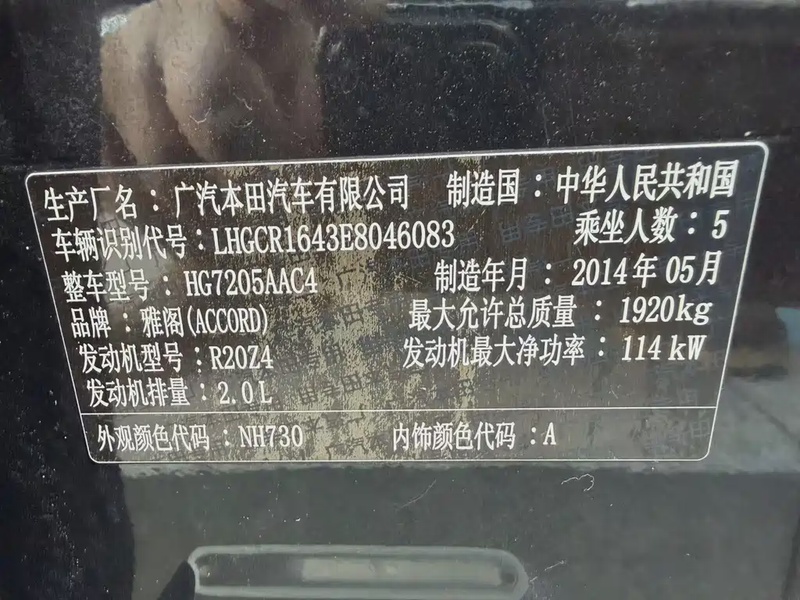 生产厂名：广汽本田汽车有限公司 制造国：中华人民共和国
车辆识别代号：LHGCR1643E8046083 乘坐人数：5
整车型号：HG7205AAC4 制造年月：2014年05月
品牌：雅阁(ACCORD) 最大允许总质量：1920kg
发动机型号：R20Z4 发动机最大净功率：114kW
发动机排量：2.0L
外观颜色代码：NH730 内饰颜色代码：A